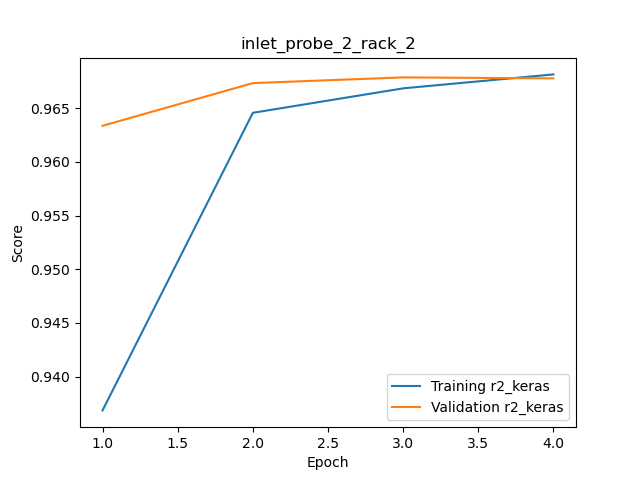 inlet_probe_2_rack_2
Score
0.965
0.960
0.955
0.950
0.945
0.940
Training r2_keras
Validation r2_keras
1.0 1.5 2.0 2.5 3.0 3.5 4.0
Epoch